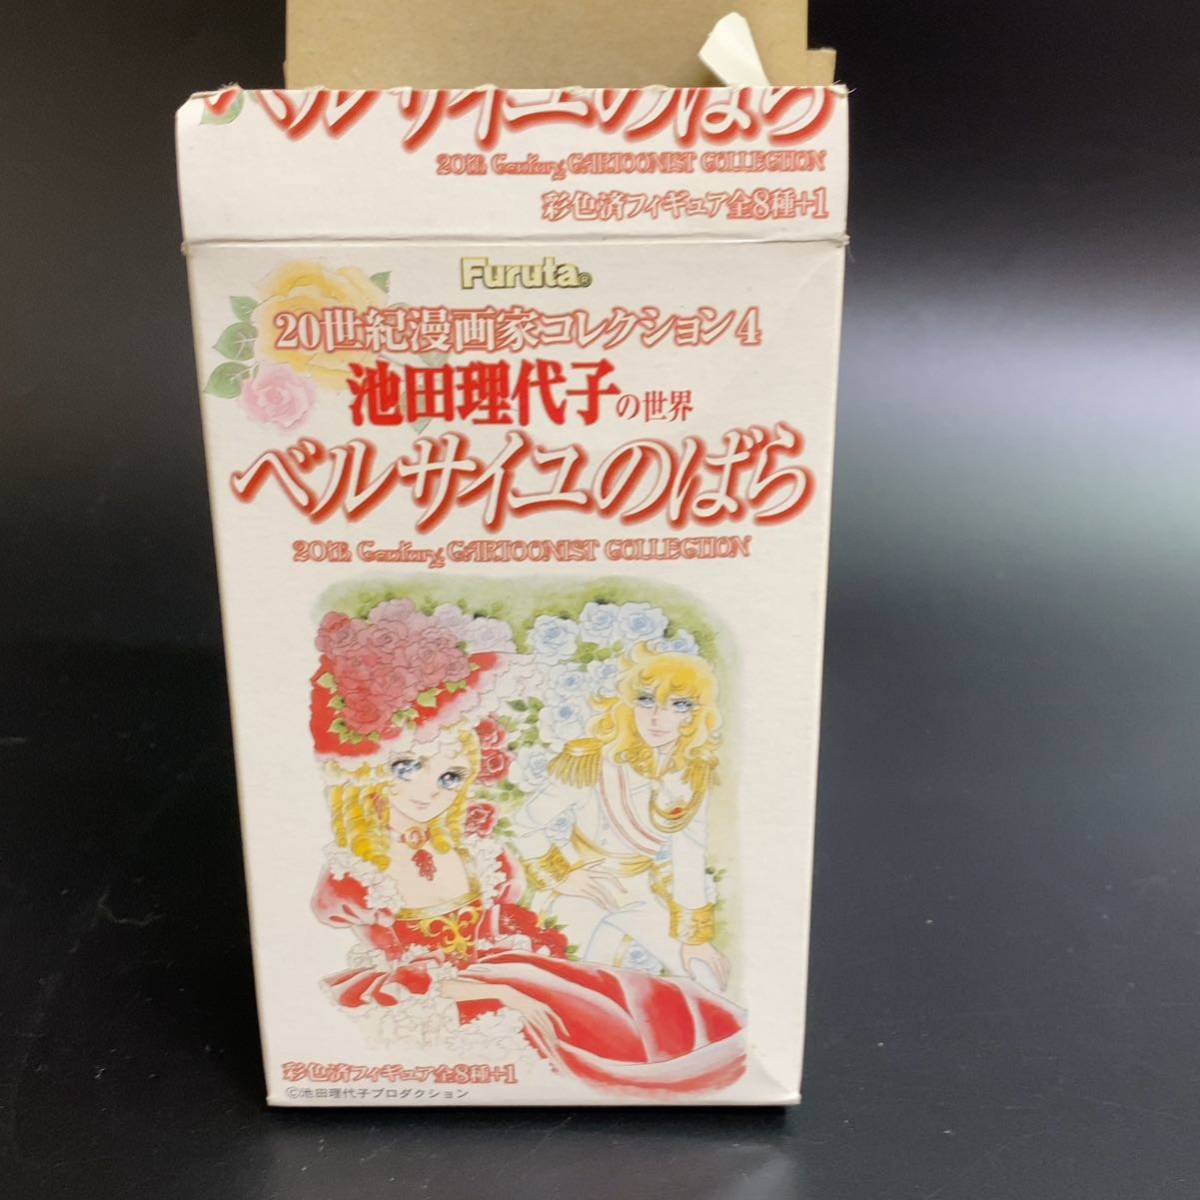 ベルサイユのばら
20th Century CARTOONIST COLLECTION
彩色済フィギュア全8種+1
Furuta®
20世紀漫画家コレクション4
池田理代子の世界
ベルサイユのばら
20th Century CARTOONIST COLLECTION
彩色済フィギュア全8種+1
©池田理代子プロダクション